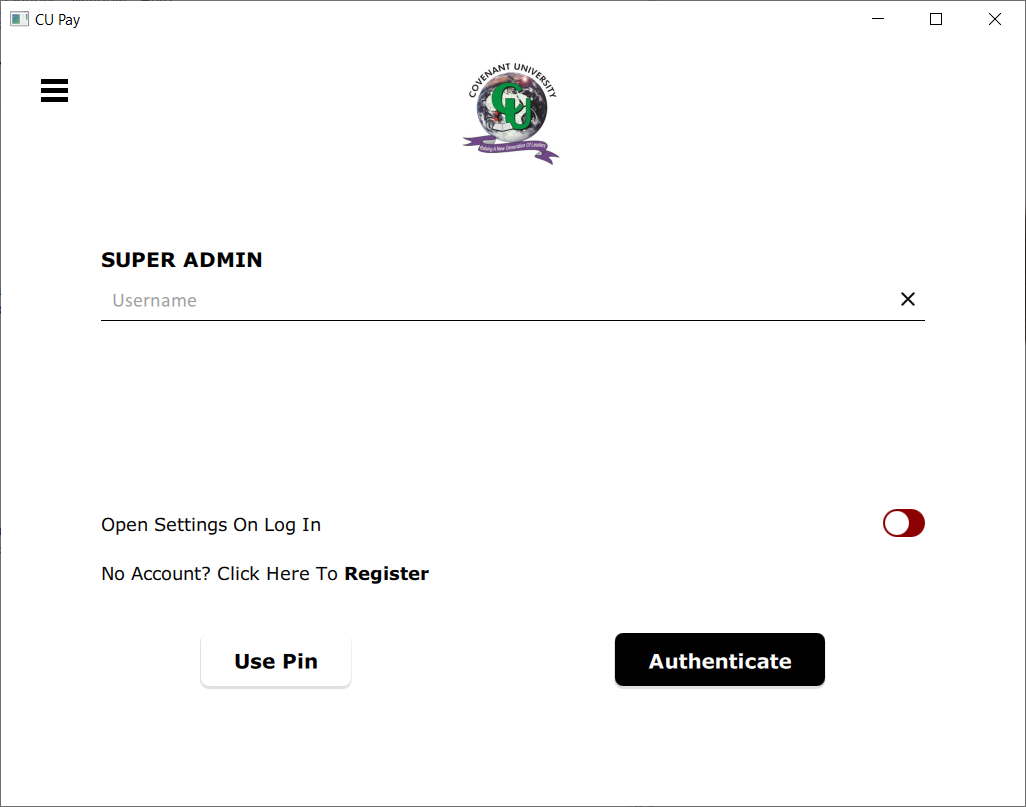 CU Pay
COVENANT UNIVERSITY
CU
Raising A New Generation Of Leaders
SUPER ADMIN
Username
Open Settings On Log In
No Account? Click Here To Register
Use Pin
Authenticate